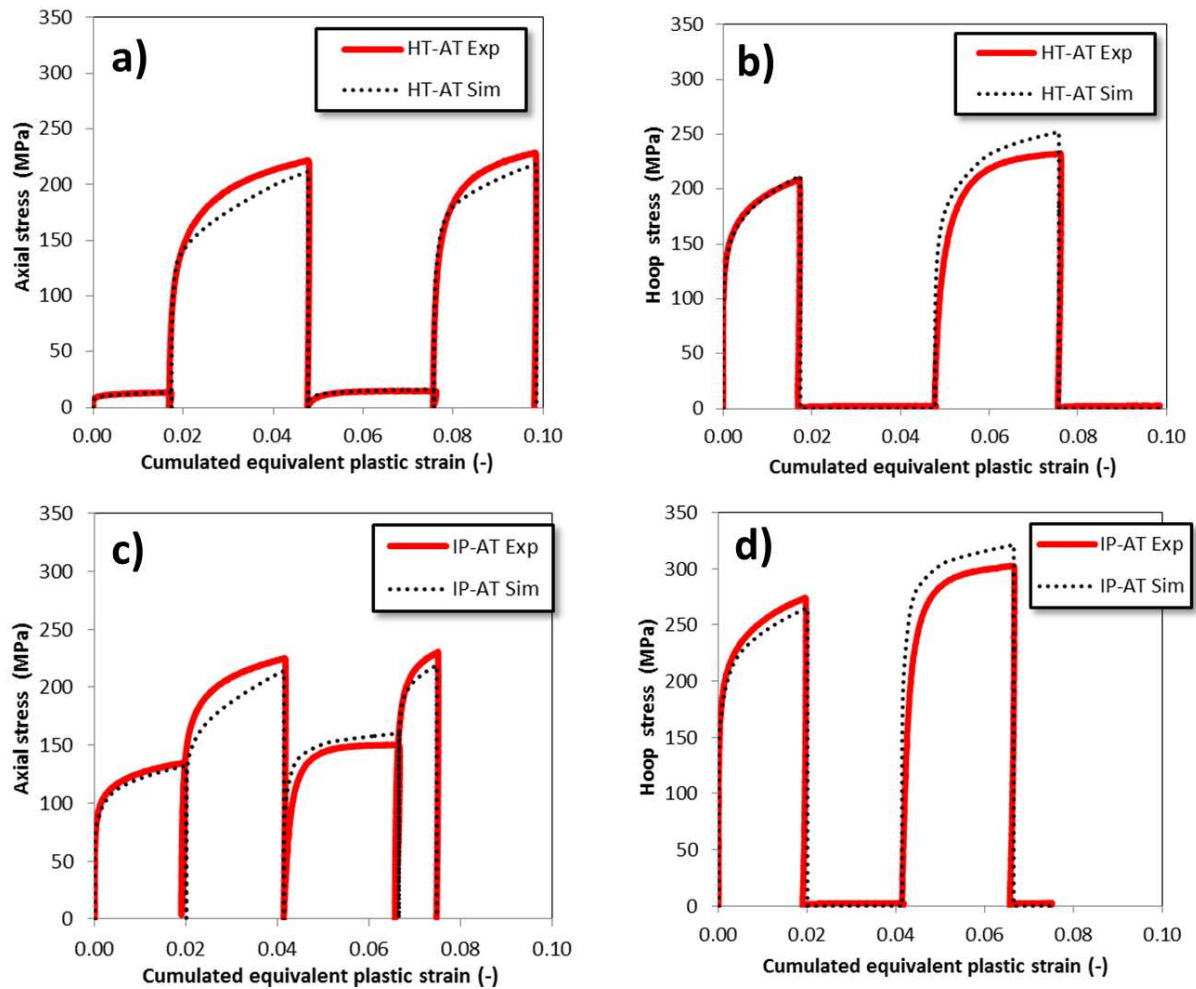 a)
HT-AT Exp
HT-AT Sim
Axial stress (MPa)
350
300
250
200
150
100
50
0
0.00 0.02 0.04 0.06 0.08 0.10
Cumulated equivalent plastic strain (-)
b)
HT-AT Exp
HT-AT Sim
Hoop stress (MPa)
350
300
250
200
150
100
50
0
0.00 0.02 0.04 0.06 0.08 0.10
Cumulated equivalent plastic strain (-)
c)
IP-AT Exp
IP-AT Sim
Axial stress (MPa)
350
300
250
200
150
100
50
0
0.00 0.02 0.04 0.06 0.08 0.10
Cumulated equivalent plastic strain (-)
d)
IP-AT Exp
IP-AT Sim
Hoop stress (MPa)
350
300
250
200
150
100
50
0
0.00 0.02 0.04 0.06 0.08 0.10
Cumulated equivalent plastic strain (-)